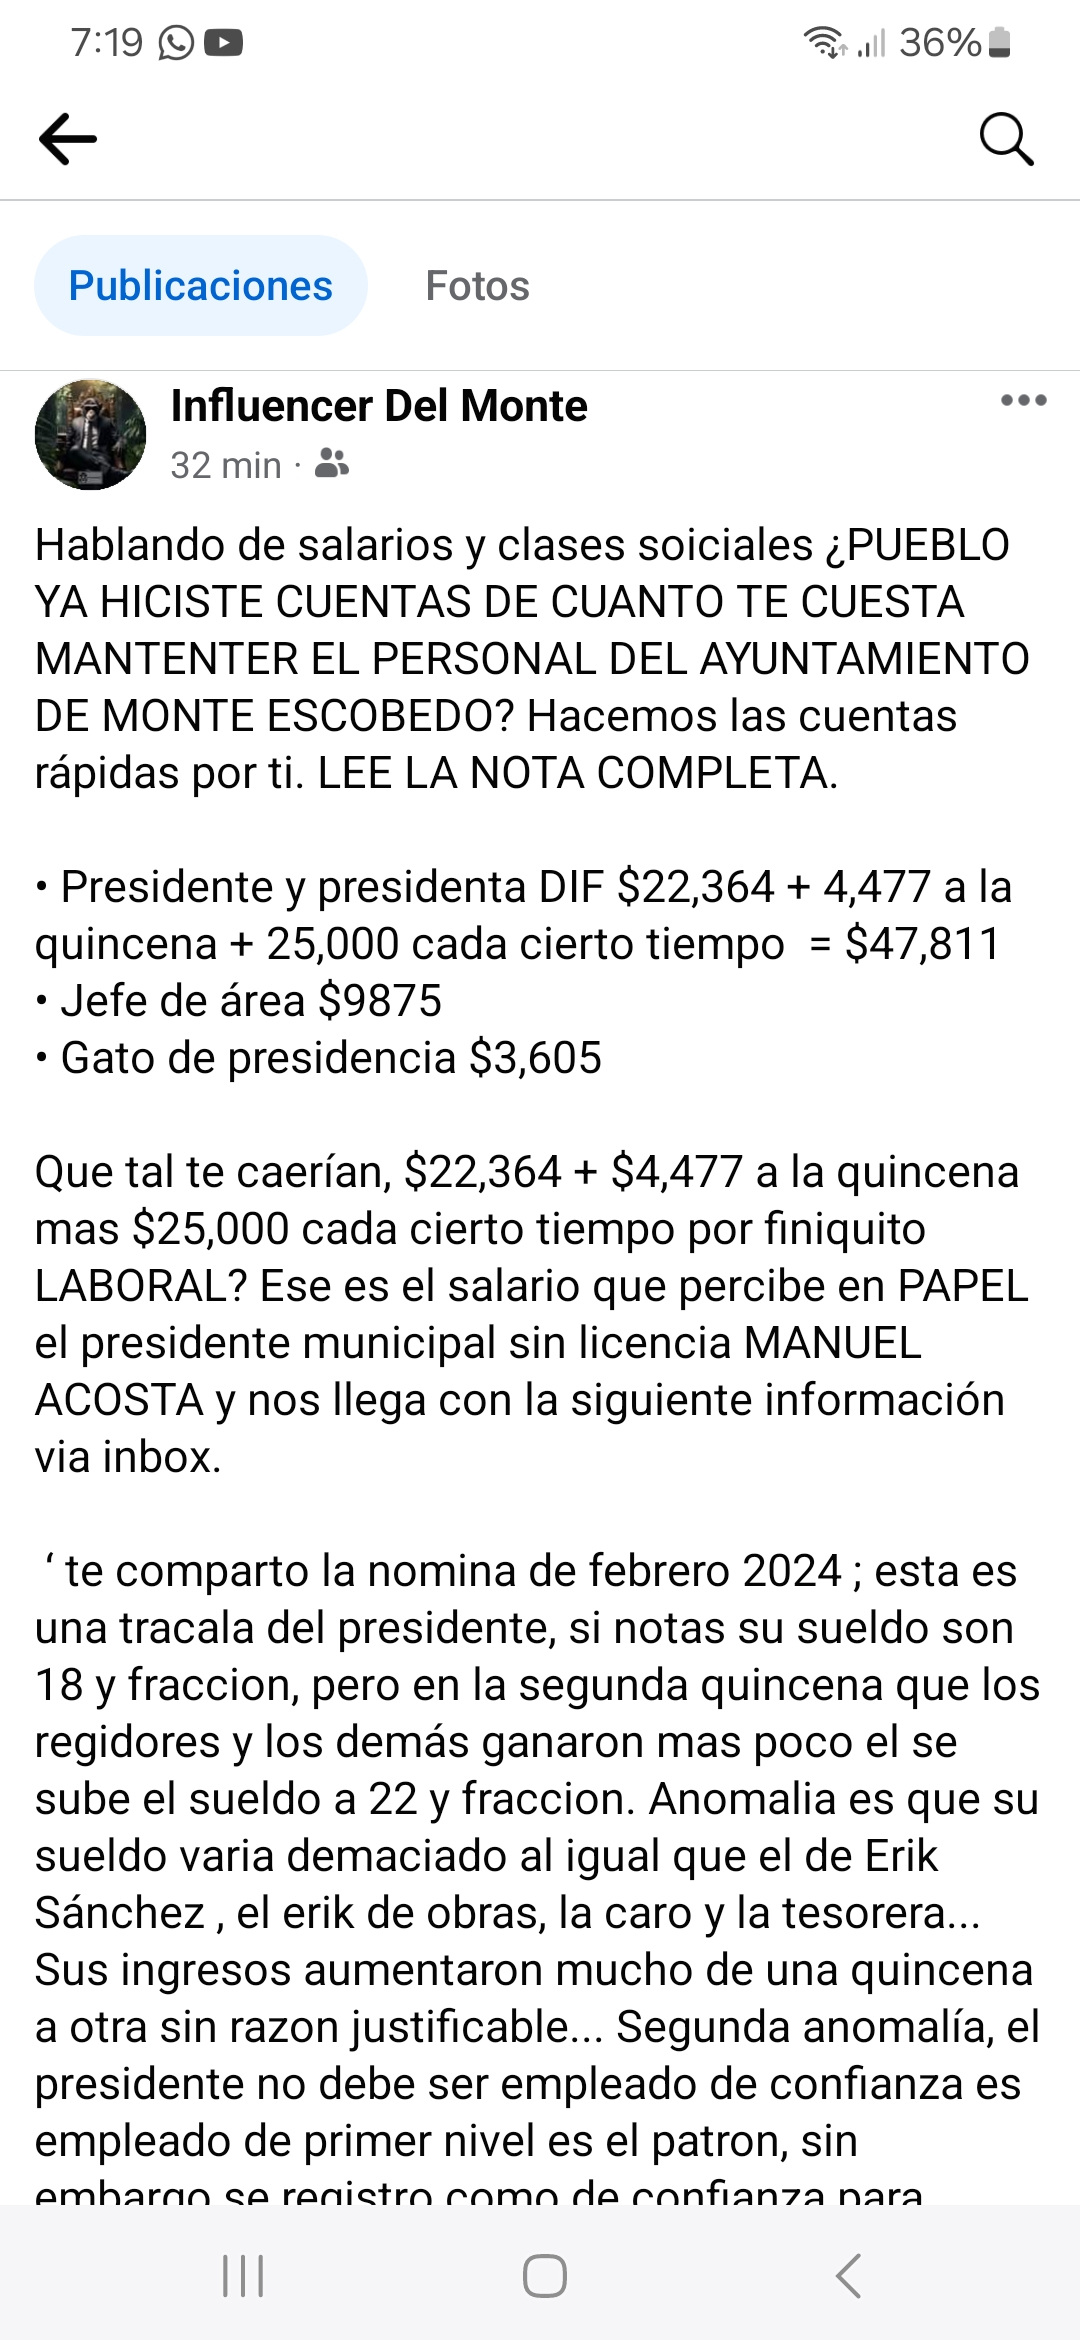 7:19
36%
Publicaciones
Fotos
Influencer Del Monte
32 min ·
Hablando de salarios y clases soiciales ¿PUEBLO
YA HICISTE CUENTAS DE CUANTO TE CUESTA
MANTENTER EL PERSONAL DEL AYUNTAMIENTO
DE MONTE ESCOBEDO? Hacemos las cuentas
rápidas por ti. LEE LA NOTA COMPLETA.
• Presidente y presidenta DIF $22,364 + 4,477 a la
quincena + 25,000 cada cierto tiempo  = $47,811
• Jefe de área $9875
• Gato de presidencia $3,605
Que tal te caerían, $22,364 + $4,477 a la quincena
mas $25,000 cada cierto tiempo por finiquito
LABORAL? Ese es el salario que percibe en PAPEL
el presidente municipal sin licencia MANUEL
ACOSTA y nos llega con la siguiente información
via inbox.
‘ te comparto la nomina de febrero 2024 ; esta es
una tracala del presidente, si notas su sueldo son
18 y fraccion, pero en la segunda quincena que los
regidores y los demás ganaron mas poco el se
sube el sueldo a 22 y fraccion. Anomalia es que su
sueldo varia demaciado al igual que el de Erik
Sánchez , el erik de obras, la caro y la tesorera...
Sus ingresos aumentaron mucho de una quincena
a otra sin razon justificable... Segunda anomalía, el
presidente no debe ser empleado de confianza es
empleado de primer nivel es el patron, sin
embargo se registro como de confianza para